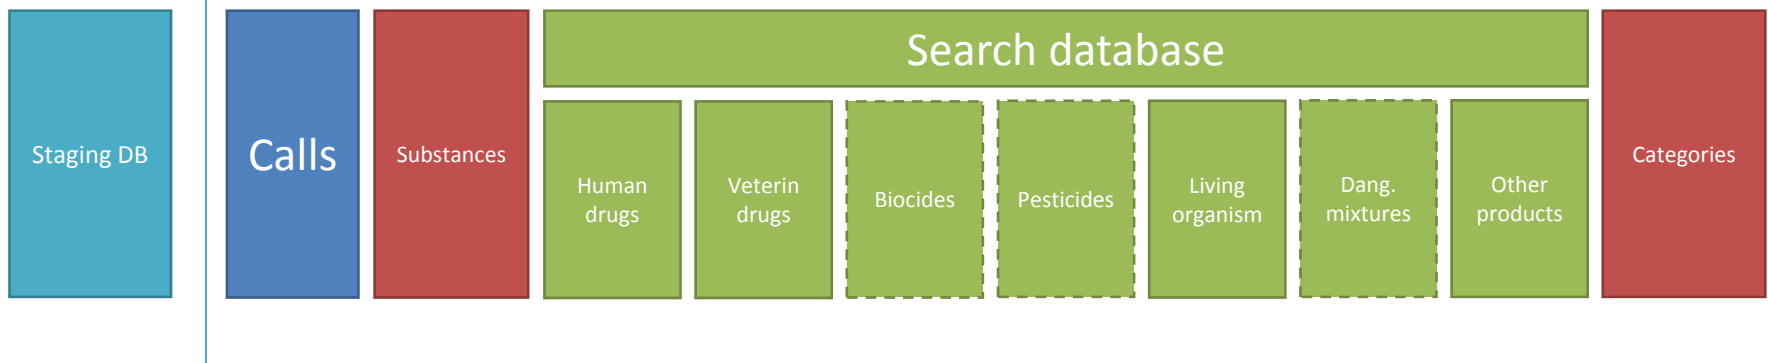 Staging DB
Calls
Substances
Search database
Human
drugs
Veterin
drugs
Biocides
Pesticides
Living
organism
Dang.
mixtures
Other
products
Categories